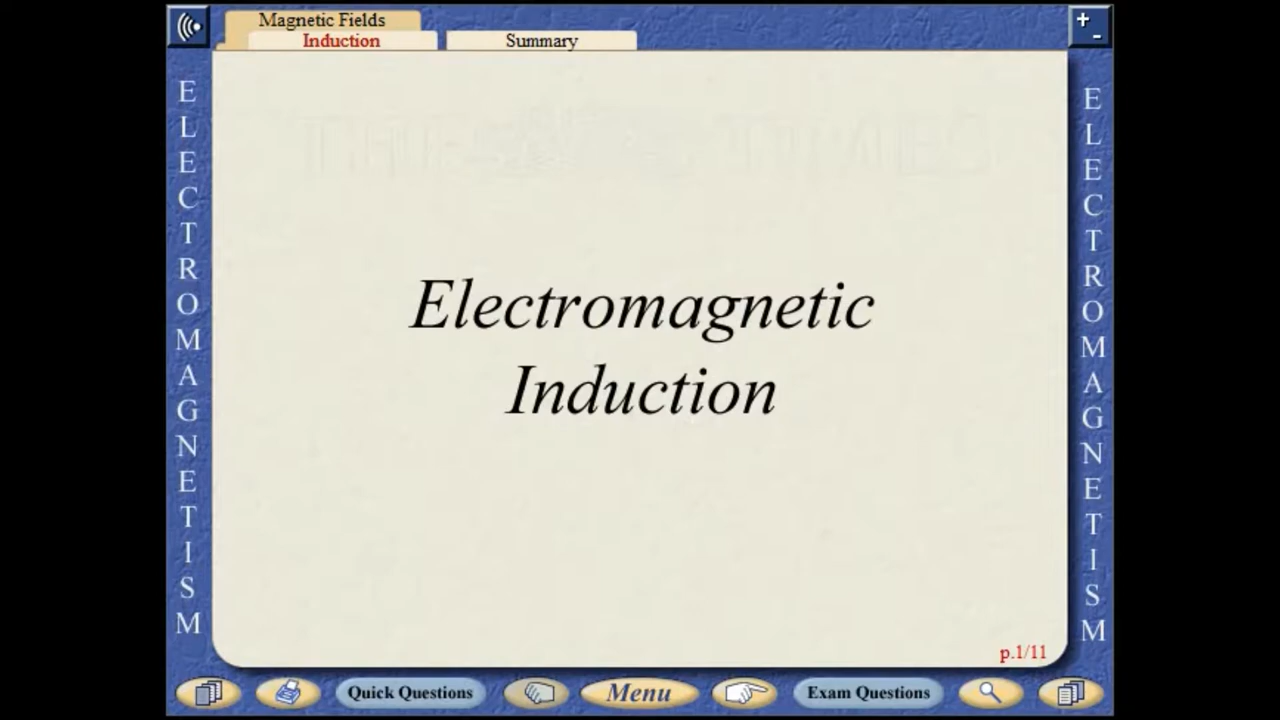 Magnetic Fields
Induction
Summary
+
-
ELECTROMAGNETISM
Electromagnetic
Induction
ELECTROMAGNETISM
p.1/11
Quick Questions
Menu
Exam Questions